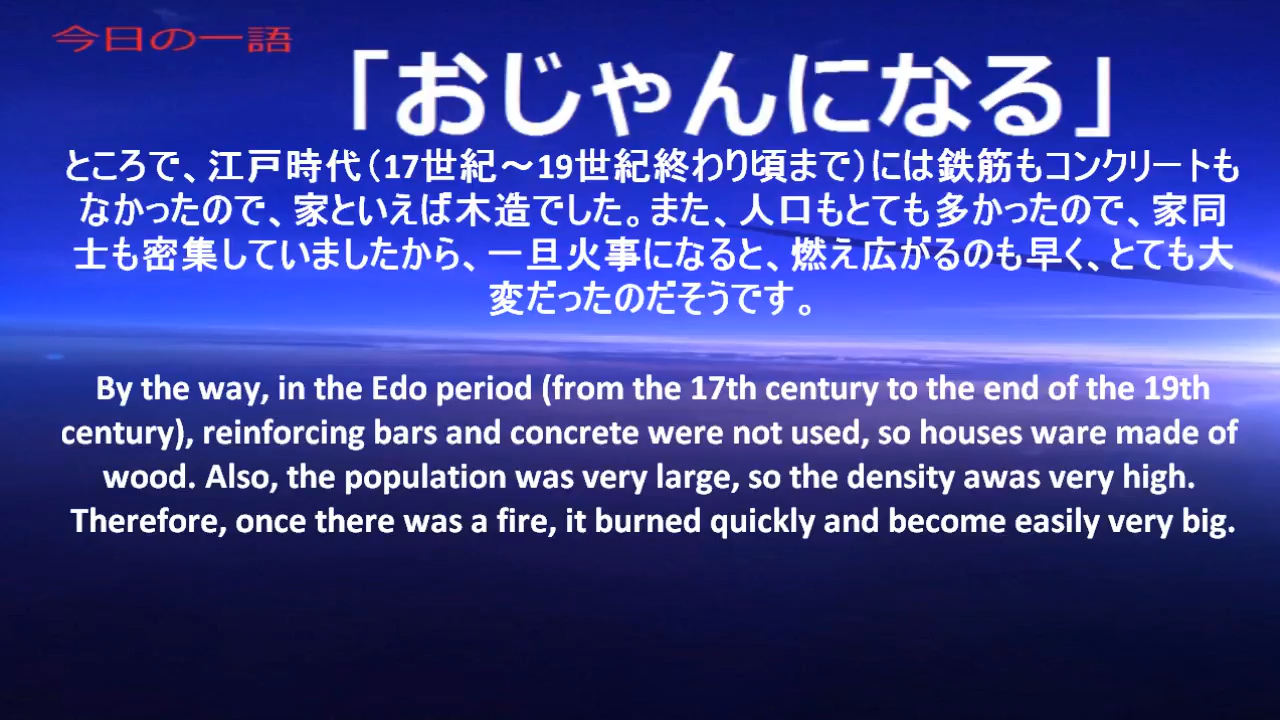 今日の一語
「おじゃんになる」
ところで、江戸時代（17世紀～19世紀終わり頃まで）には鉄筋もコンクリートも
なかったので、家といえば木造でした。また、人口もとても多かったので、家同
士も密集していましたから、一旦火事になると、燃え広がるのも早く、とても大
変だったのだそうです。
By the way, in the Edo period (from the 17th century to the end of the 19th
century), reinforcing bars and concrete were not used, so houses ware made of
wood. Also, the population was very large, so the density awas very high.
Therefore, once there was a fire, it burned quickly and become easily very big.